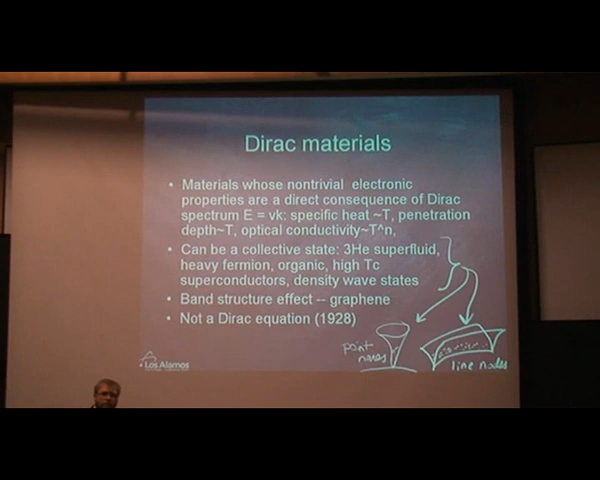 Dirac materials
• Materials whose nontrivial electronic
properties are a direct consequence of Dirac
spectrum E = vk: specific heat ~T, penetration
depth~T, optical conductivity~T^n,
• Can be a collective state: 3He superfluid,
heavy fermion, organic, high Tc
superconductors, density wave states
• Band structure effect -- graphene
• Not a Dirac equation (1928)
point
nodes
line nodes
Los Alamos